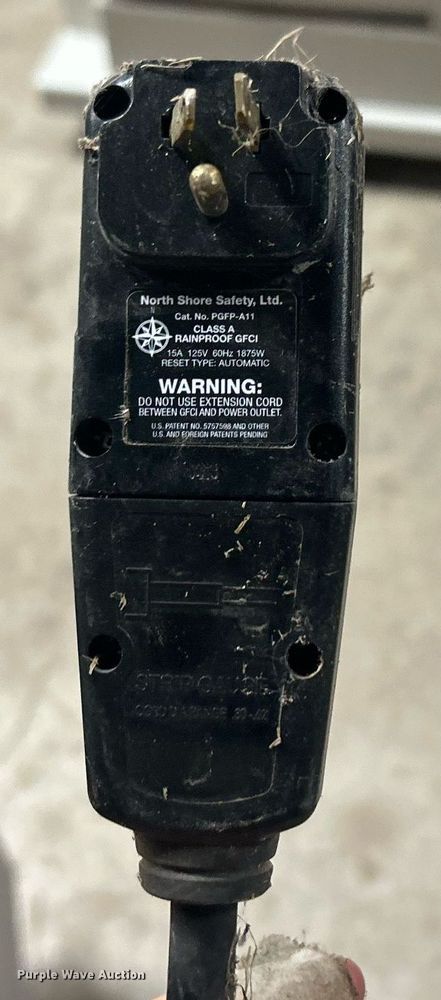 North Shore Safety, Ltd.
Cat. No. PGFP-A11
N
CLASS A
RAINPROOF GFCI
15A 125V 60Hz 1875W
RESET TYPE: AUTOMATIC
WARNING:
DO NOT USE EXTENSION CORD
BETWEEN GFCI AND POWER OUTLET.
U.S. PATENT NO. 5757598 AND OTHER
U.S. AND FOREIGN PATENTS PENDING
STRIP GAUGE
Purple Wave Auction